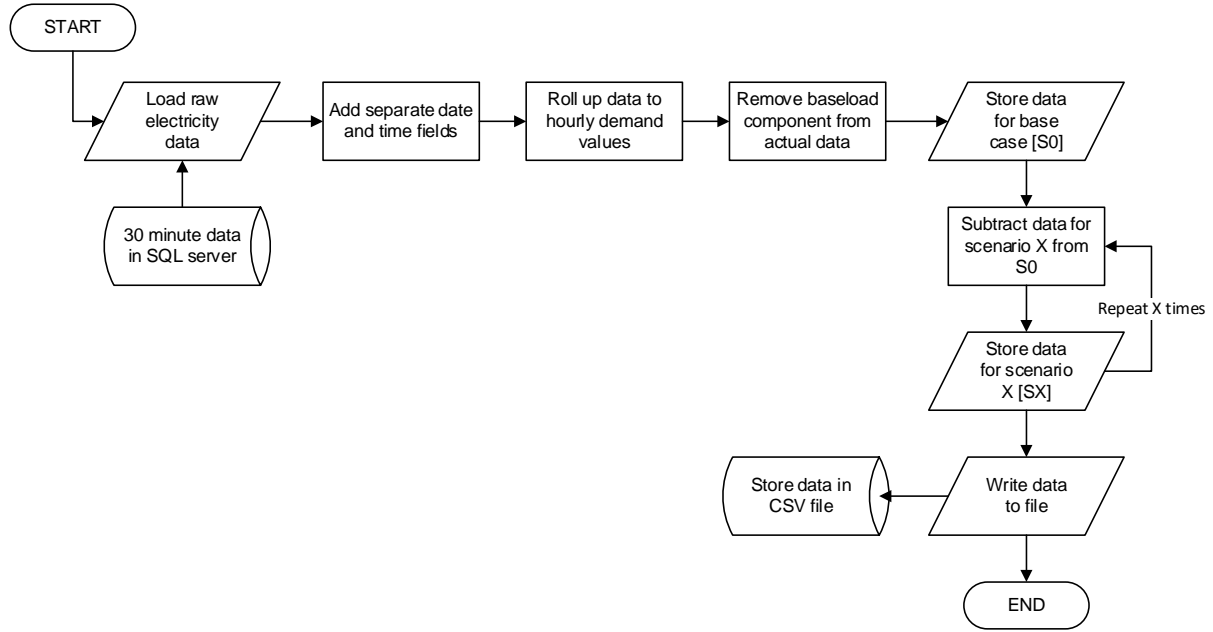 START
Load raw
electricity
data
Add separate date
and time fields
Roll up data to
hourly demand
values
Remove baseload
component from
actual data
Store data
for base
case [S0]
30 minute data
in SQL server
Subtract data for
scenario X from
S0
Repeat X times
Store data
for scenario
X [SX]
Store data in
CSV file
Write data
to file
END